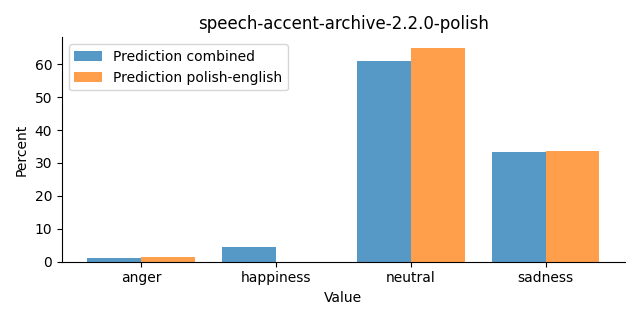 speech-accent-archive-2.2.0-polish
Prediction combined
Prediction polish-english
Percent
60
50
40
30
20
10
0
anger happiness neutral sadness
Value